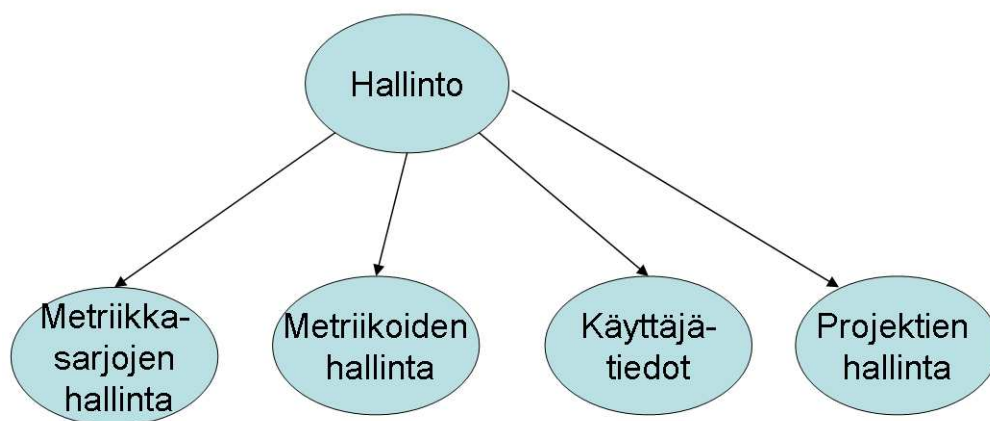 Hallinto
Metriikka-
sarjojen
hallinta
Metriikoiden
hallinta
Käyttäjä-
tiedot
Projektien
hallinta